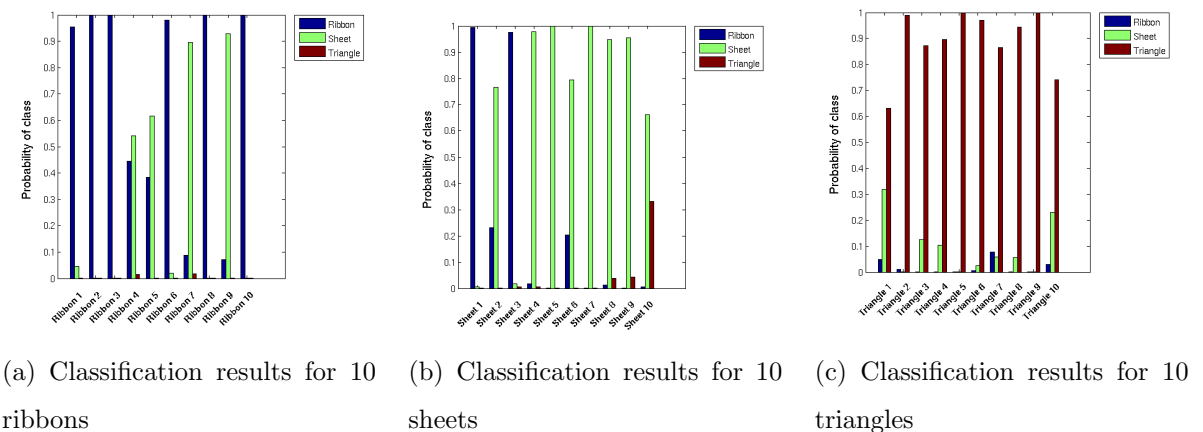 1
0.9
0.8
0.7
0.6
0.5
0.4
0.3
0.2
0.1
0
Probability of class
Ribbon 1
Ribbon 2
Ribbon 3
Ribbon 4
Ribbon 5
Ribbon 6
Ribbon 7
Ribbon 8
Ribbon 9
Ribbon 10
Ribbon
Sheet
Triangle
(a) Classification results for 10
ribbons
1
0.9
0.8
0.7
0.6
0.5
0.4
0.3
0.2
0.1
0
Probability of class
Sheet 1
Sheet 2
Sheet 3
Sheet 4
Sheet 5
Sheet 6
Sheet 7
Sheet 8
Sheet 9
Sheet 10
Ribbon
Sheet
Triangle
(b) Classification results for 10
sheets
1
0.9
0.8
0.7
0.6
0.5
0.4
0.3
0.2
0.1
0
Probability of class
Triangle 1
Triangle 2
Triangle 3
Triangle 4
Triangle 5
Triangle 6
Triangle 7
Triangle 8
Triangle 9
Triangle 10
Ribbon
Sheet
Triangle
(c) Classification results for 10
triangles